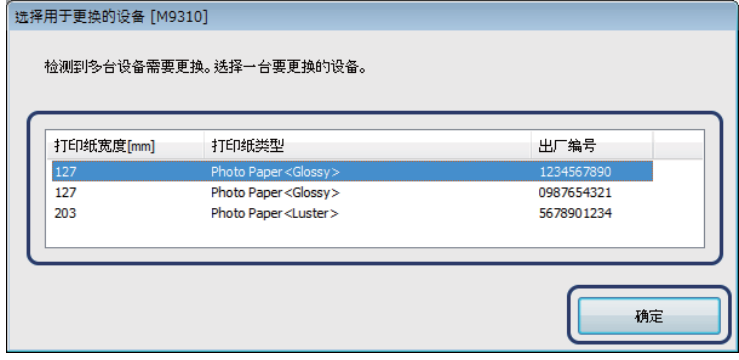 选择用于更换的设备 [M9310]
检测到多台设备需要更换。选择一台要更换的设备。
打印纸宽度[mm] 打印纸类型 出厂编号
127 Photo Paper<Glossy> 1234567890
127 Photo Paper<Glossy> 0987654321
203 Photo Paper<Luster> 5678901234
确定